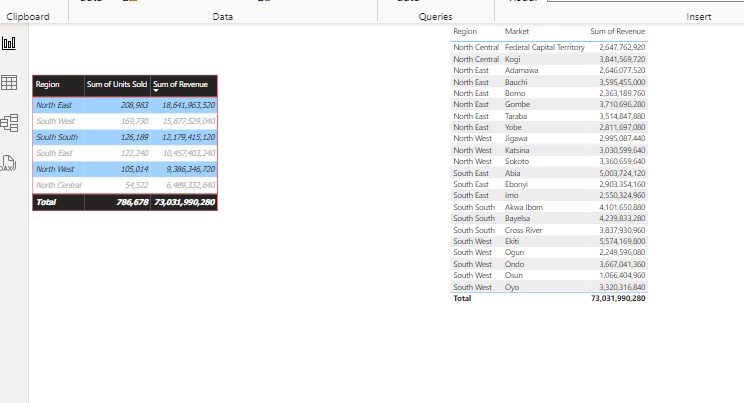 Clipboard Data Queries Insert
Region Sum of Units Sold Sum of Revenue
North East 208,983 18,641,963,520
South West 169,730 15,877,529,040
South South 126,189 12,179,415,120
South East 122,240 10,457,403,240
North West 105,014 9,386,346,720
North Central 54,522 6,489,332,640
Total 786,678 73,031,990,280
Region Market Sum of Revenue
North Central Federal Capital Territory 2,647,762,920
North Central Kogi 3,841,569,720
North East Adamawa 2,646,077,520
North East Bauchi 3,595,455,000
North East Borno 2,363,189,760
North East Gombe 3,710,696,280
North East Taraba 3,514,847,880
North East Yobe 2,811,697,080
North West Jigawa 2,995,087,440
North West Katsina 3,030,599,640
North West Sokoto 3,360,659,640
South East Abia 5,003,724,120
South East Ebonyi 2,903,354,160
South East Imo 2,550,324,960
South South Akwa Ibom 4,101,650,880
South South Bayelsa 4,239,833,280
South South Cross River 3,837,930,960
South West Ekiti 5,574,169,800
South West Ogun 2,249,596,080
South West Ondo 3,667,041,360
South West Osun 1,066,404,960
South West Oyo 3,320,316,840
Total 73,031,990,280